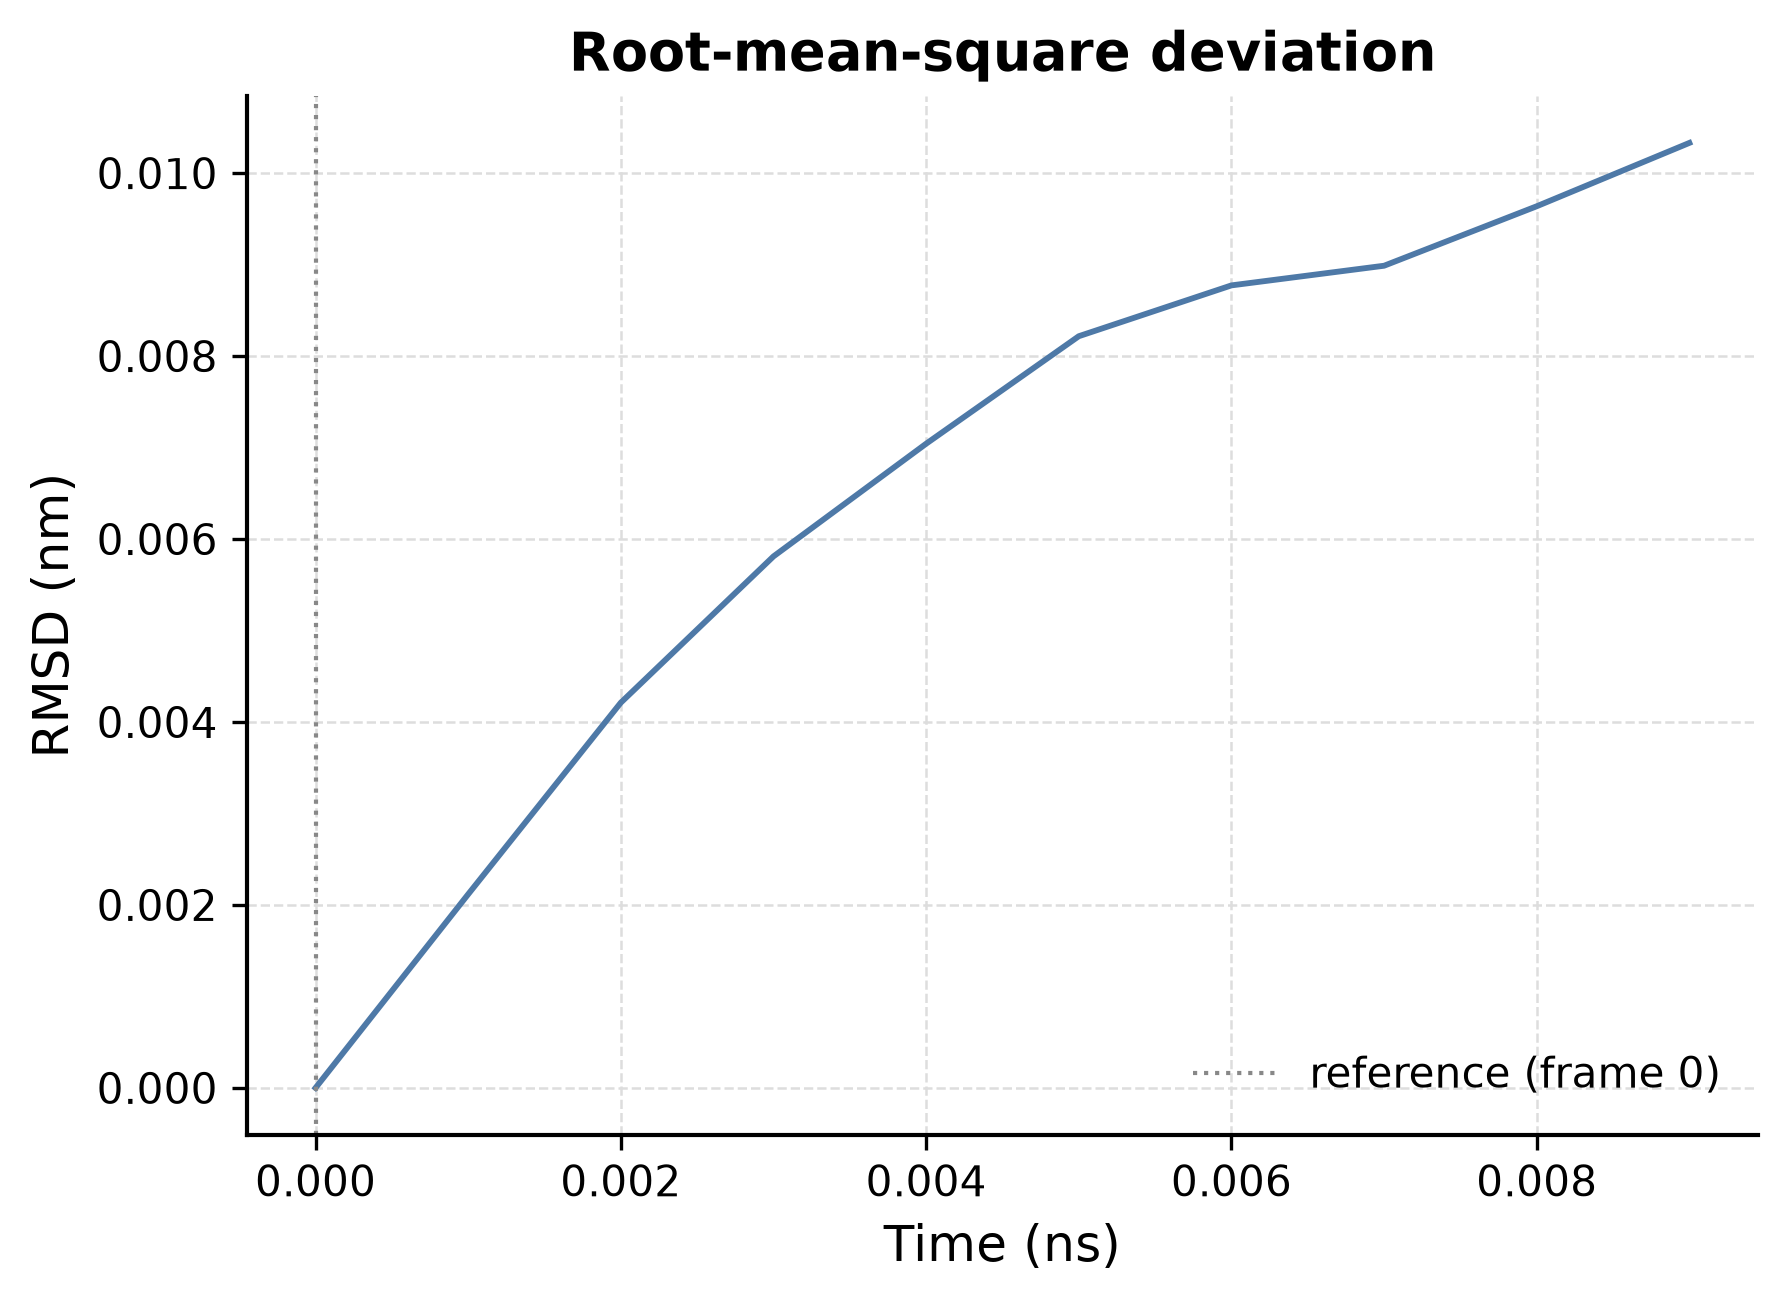 Root-mean-square deviation
RMSD (nm)
0.010
0.008
0.006
0.004
0.002
0.000
reference (frame 0)
0.000 0.002 0.004 0.006 0.008
Time (ns)